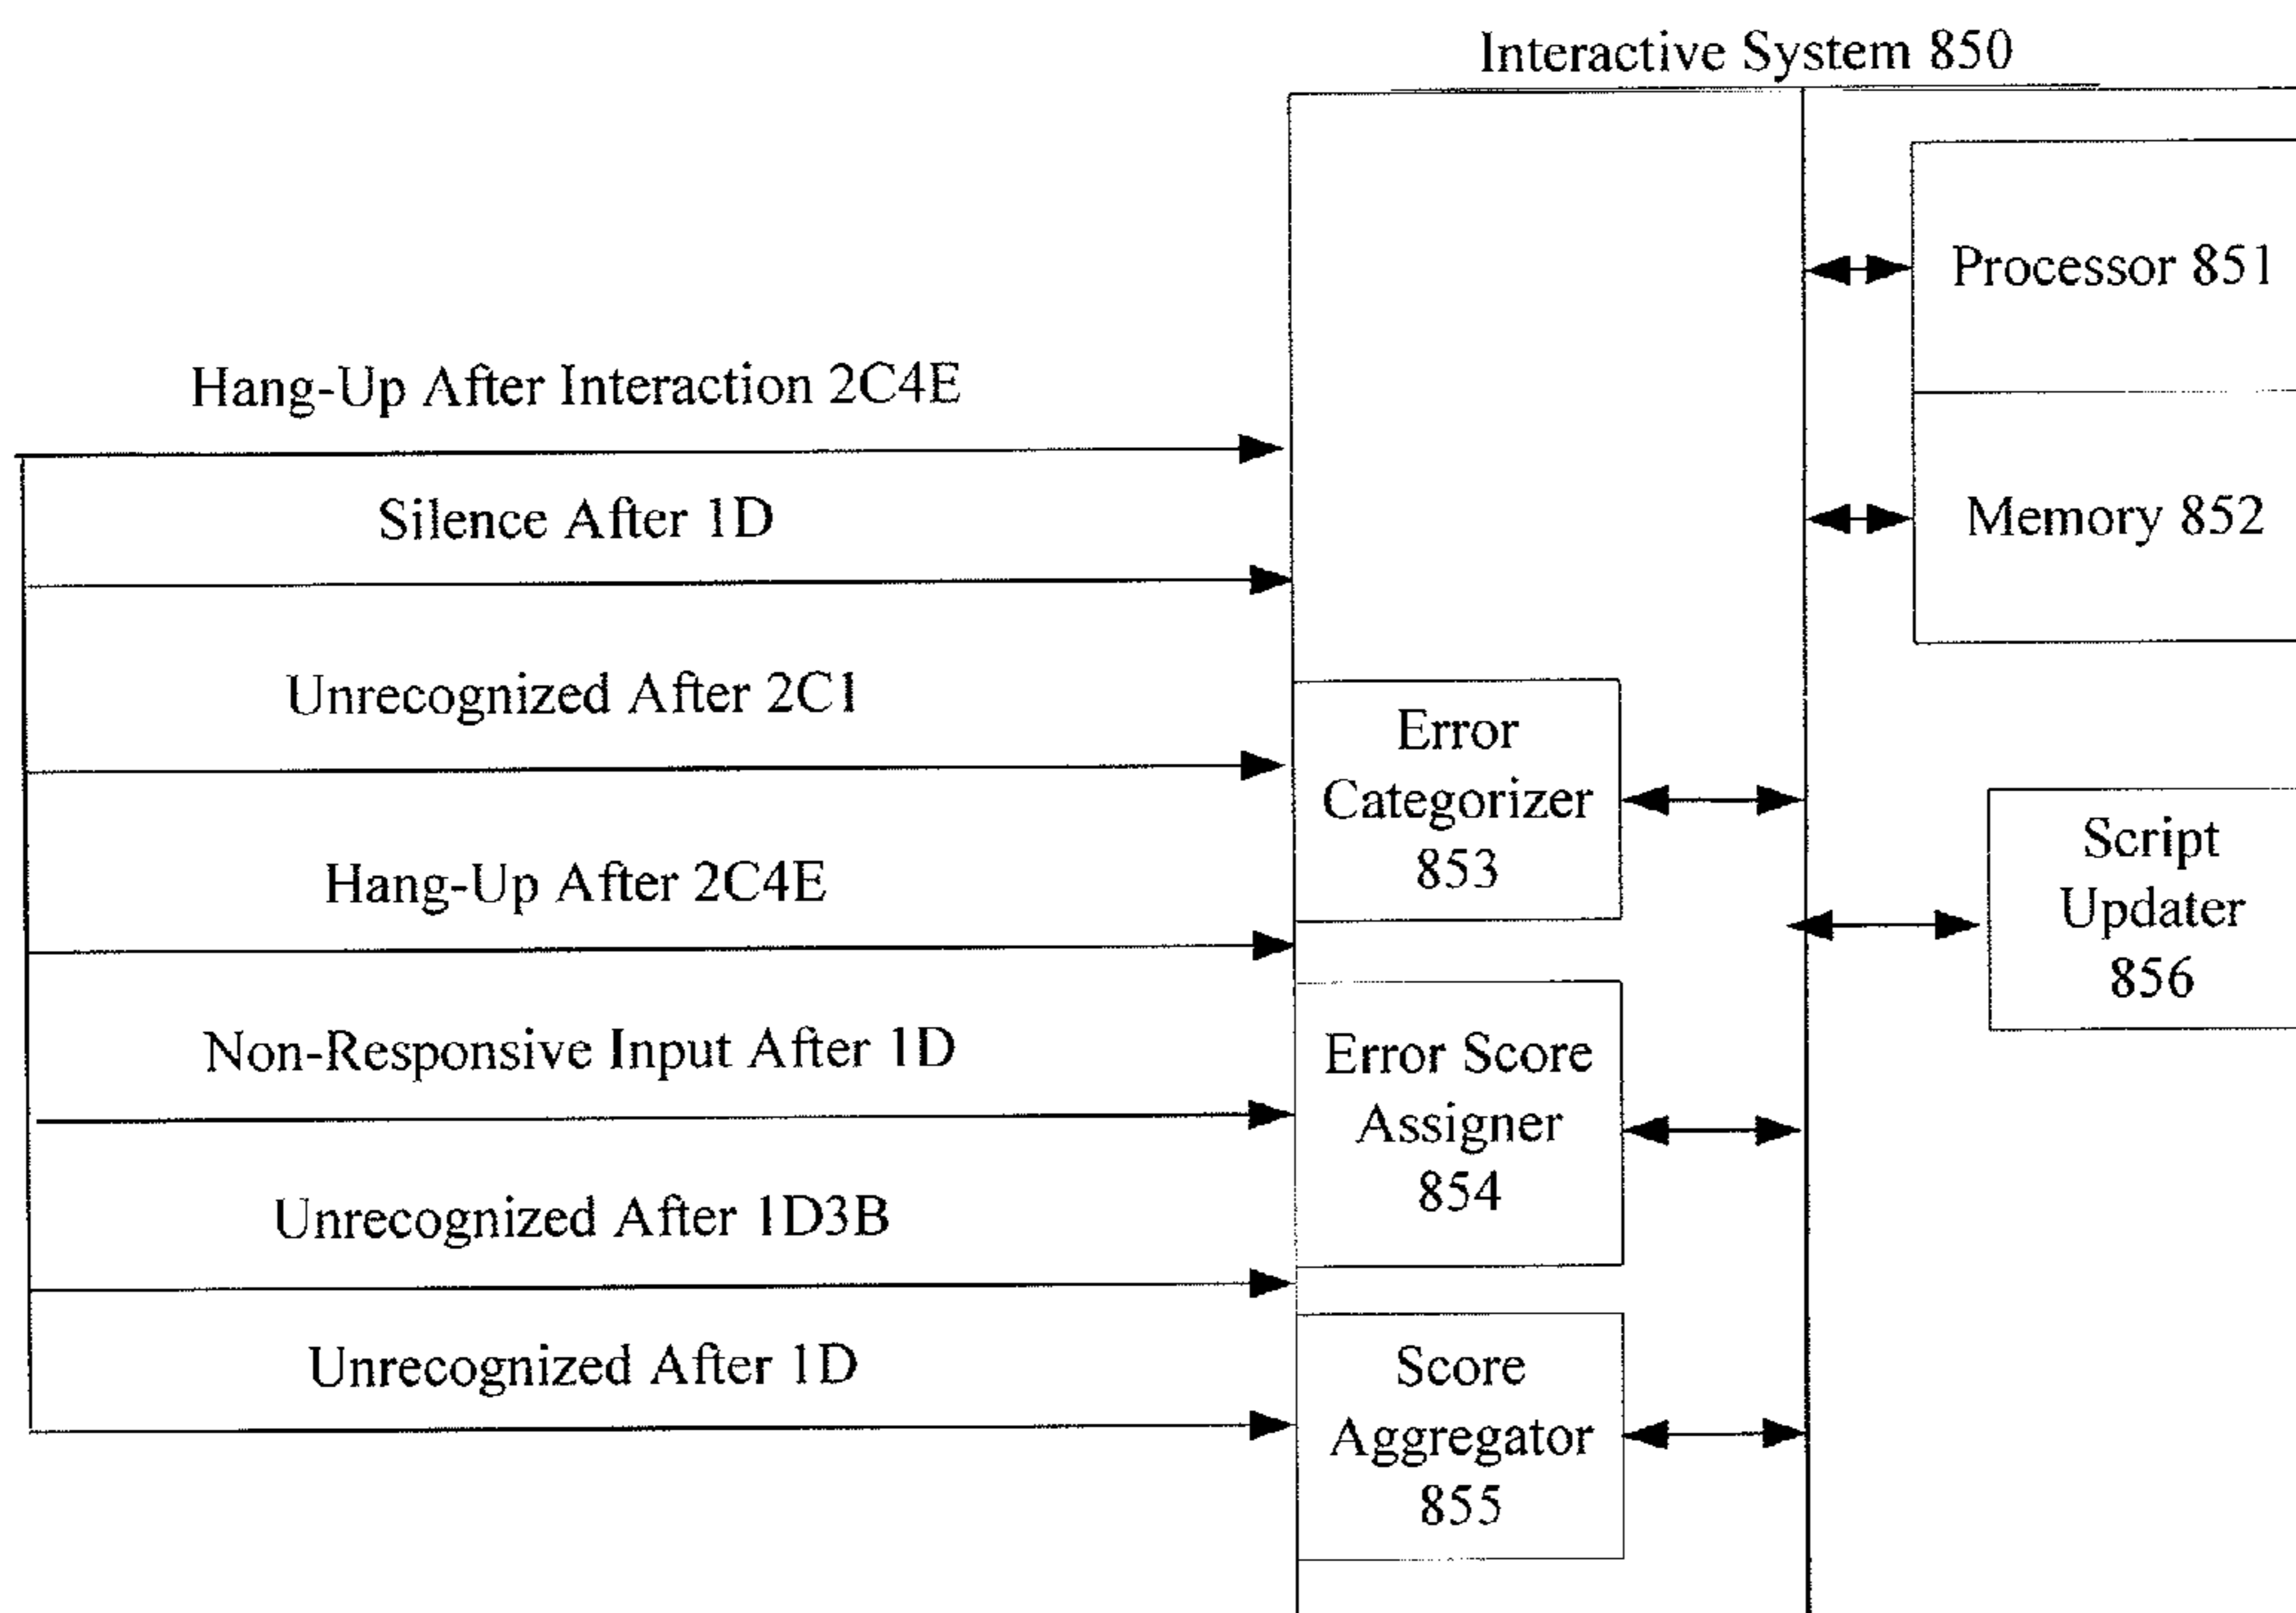 Interactive System 850
Processor 851
Memory 852
Hang-Up After Interaction 2C4E
Silence After 1D
Unrecognized After 2C1
Hang-Up After 2C4E
Non-Responsive Input After 1D
Unrecognized After 1D3B
Unrecognized After 1D
Error
Categorizer
853
Error Score
Assigner
854
Score
Aggregator
855
Script
Updater
856